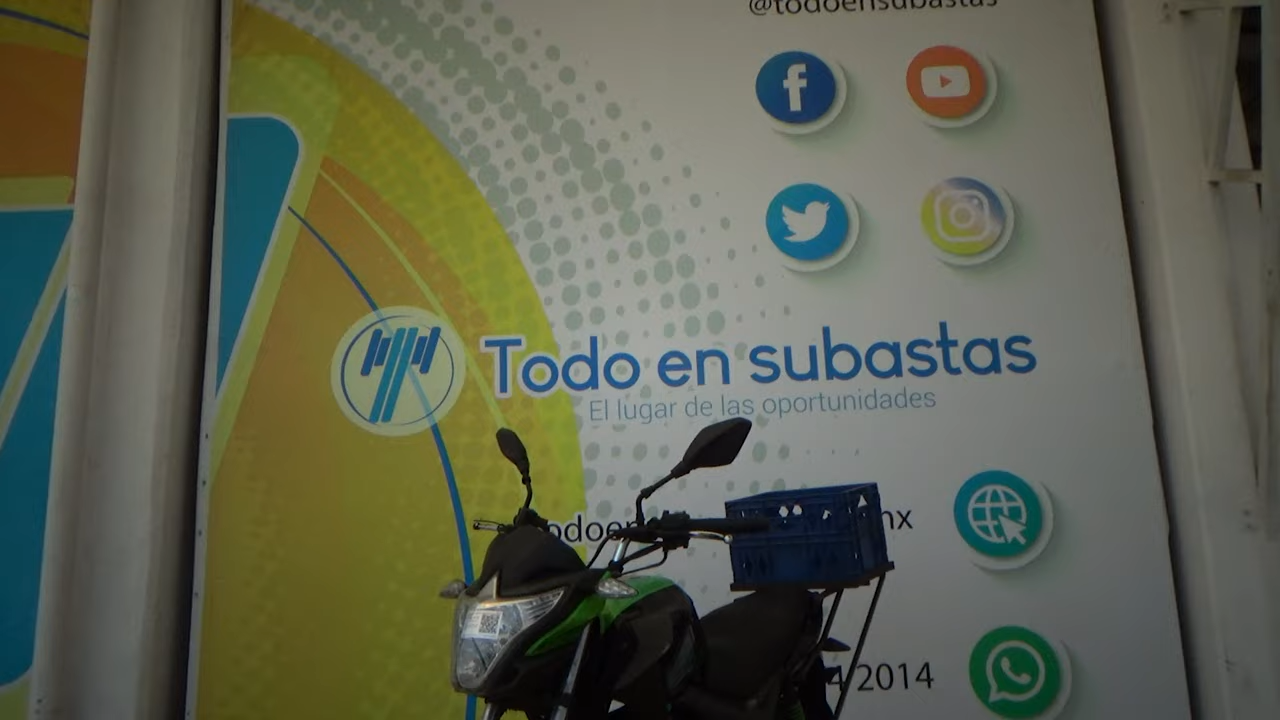 @todoensubastas
Todo en subastas
El lugar de las oportunidades
2014